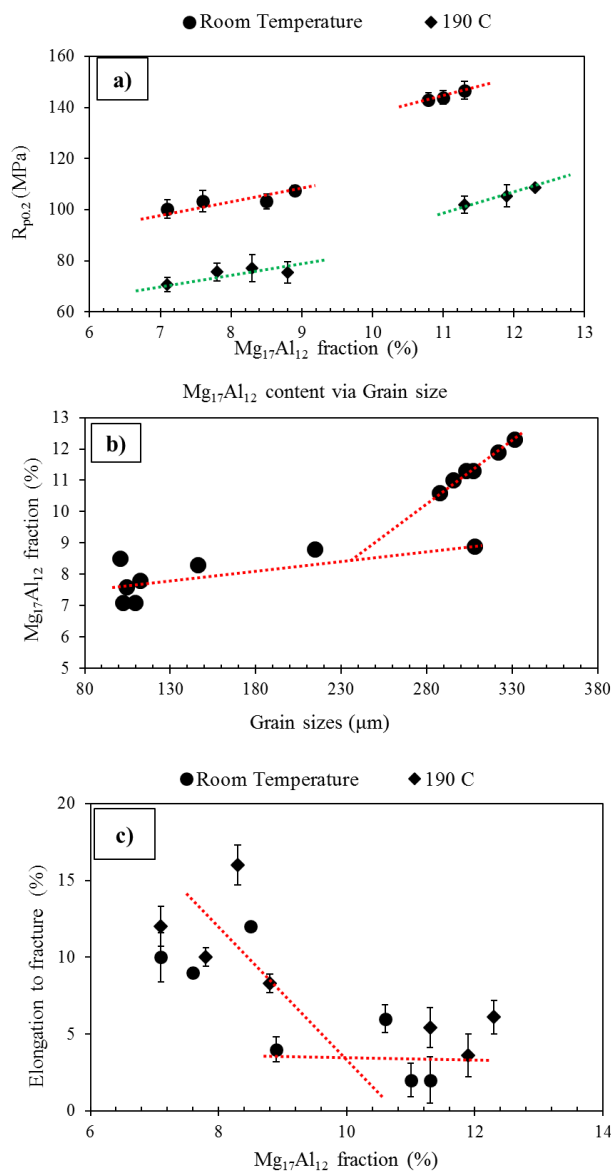 Room Temperature 190 C
a)
160
140
120
100
80
60
R_p0.2 (MPa)
6 7 8 9 10 11 12 13
Mg₁₇Al₁₂ fraction (%)
Mg₁₇Al₁₂ content via Grain size
b)
13
12
11
10
9
8
7
6
5
Mg₁₇Al₁₂ fraction (%)
80 130 180 230 280 330 380
Grain sizes (μm)
Room Temperature 190 C
c)
20
15
10
5
0
Elongation to fracture (%)
6 8 10 12 14
Mg₁₇Al₁₂ fraction (%)